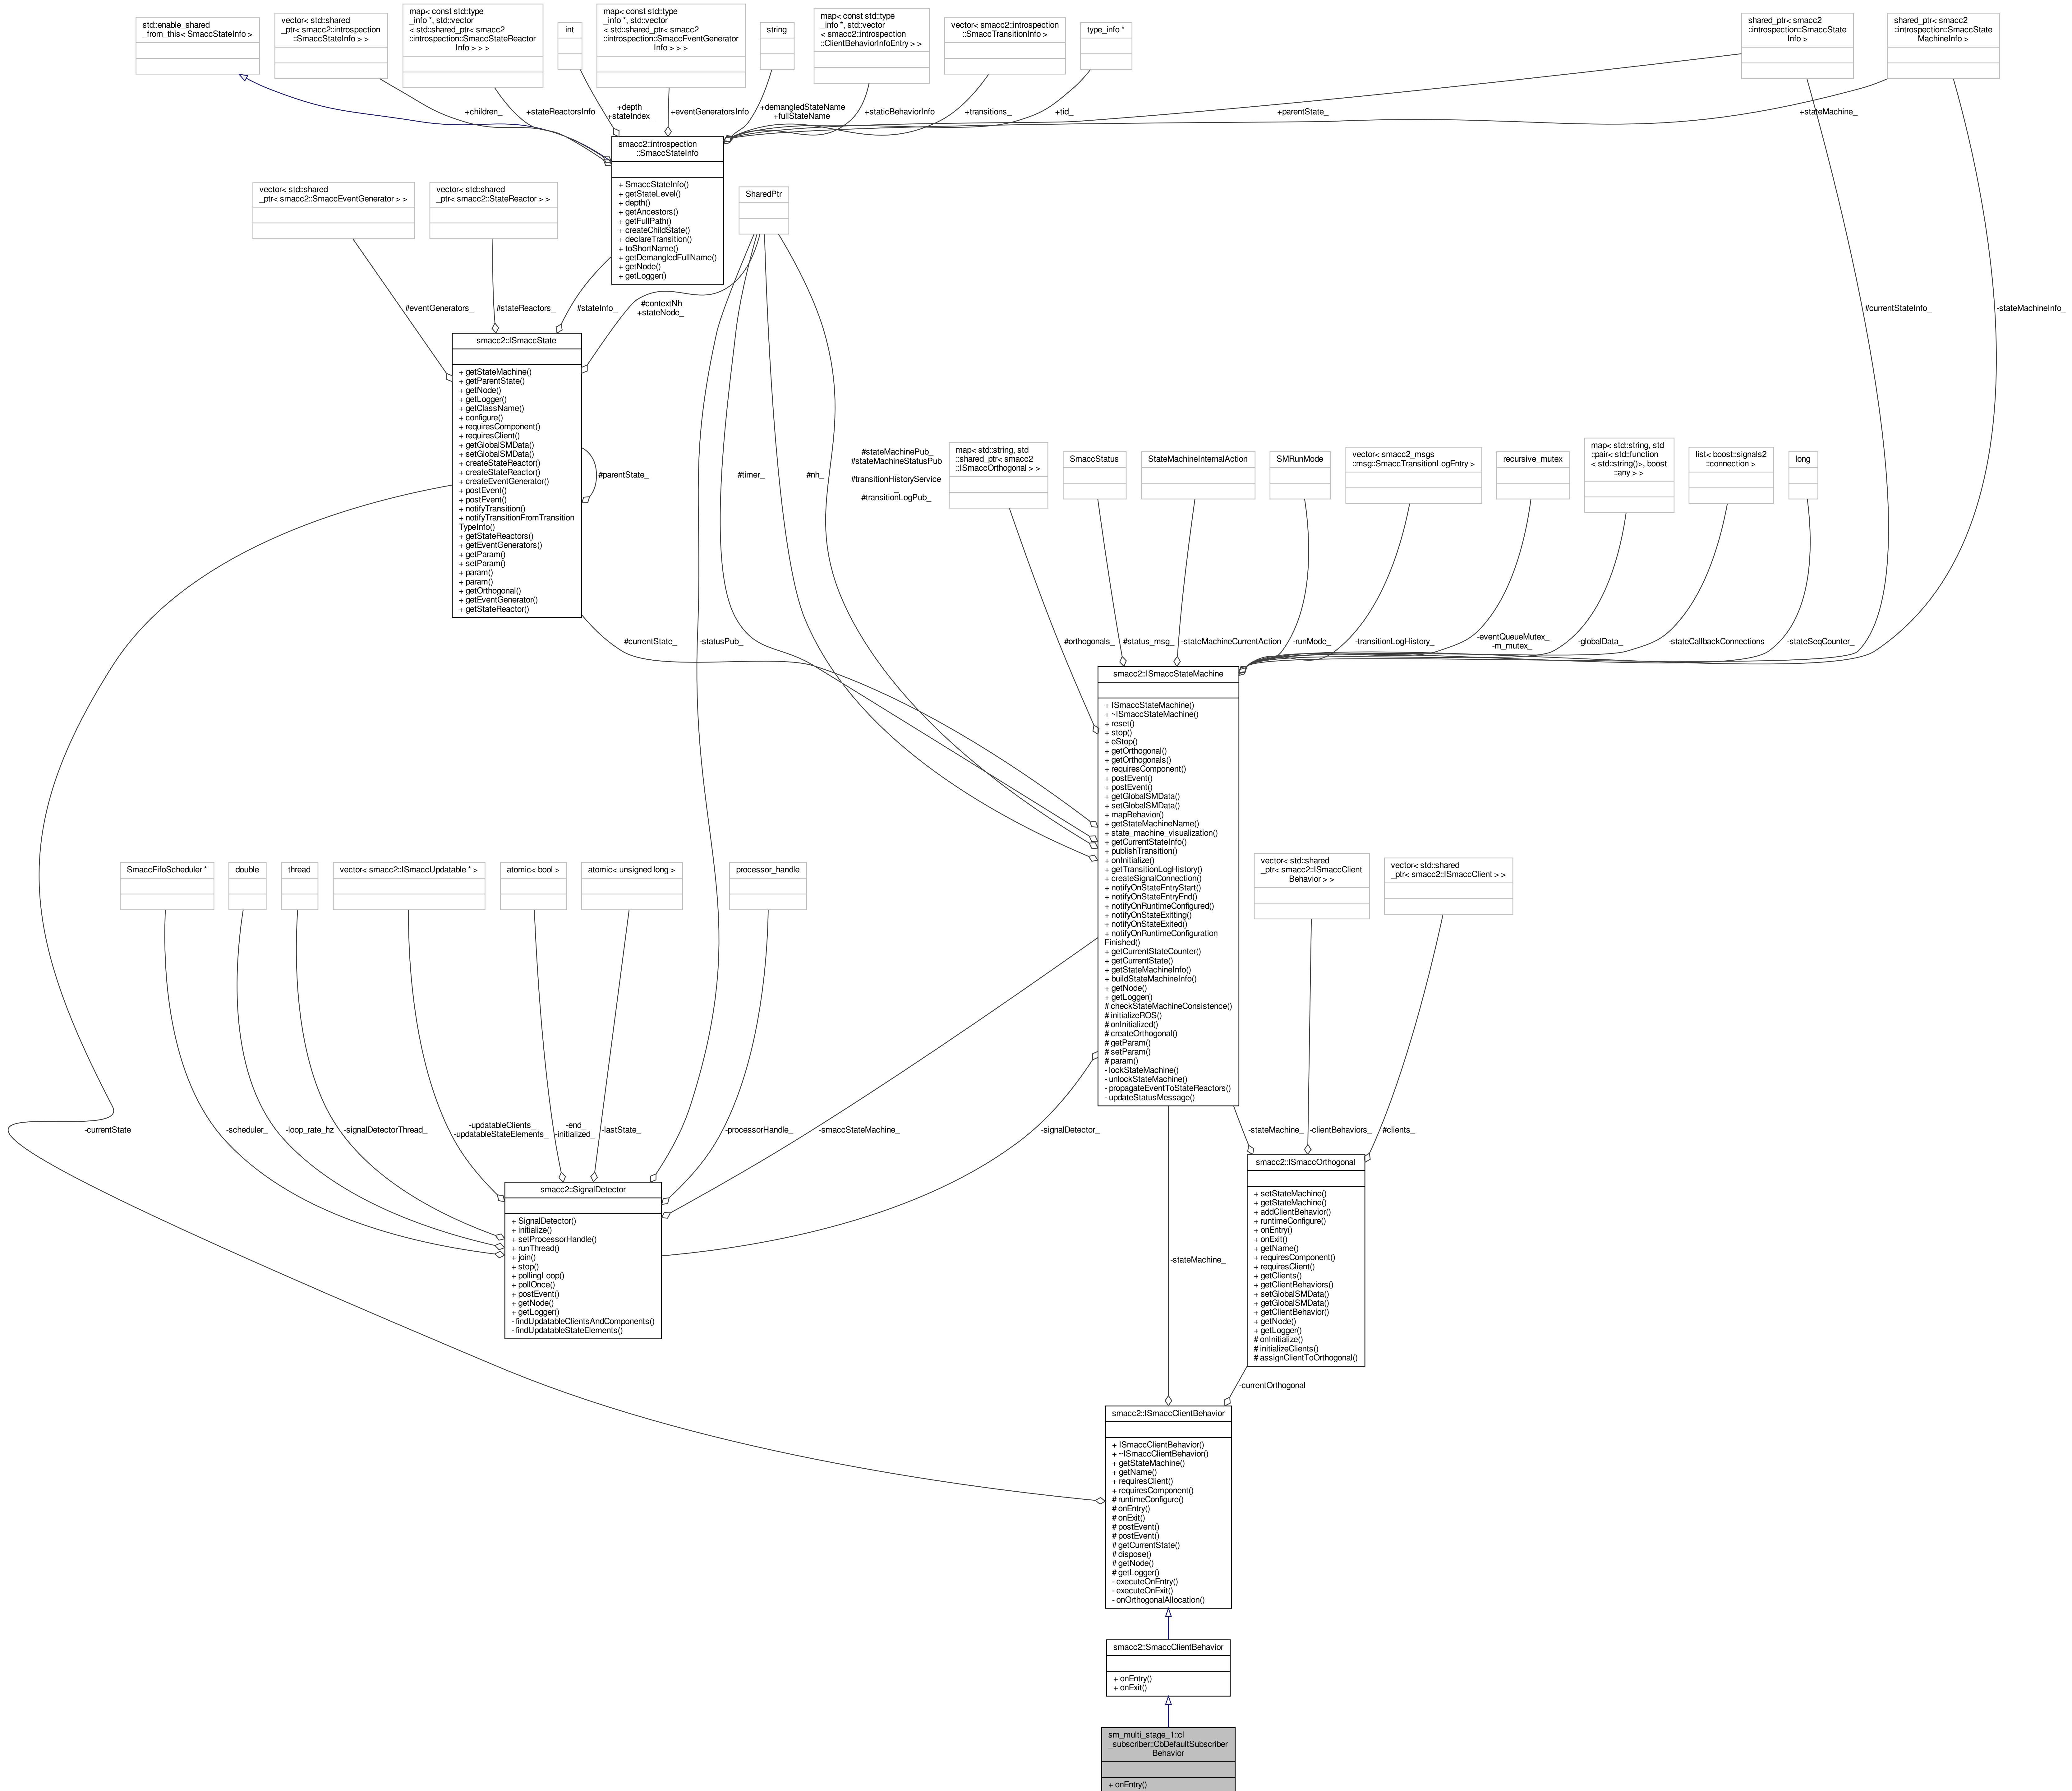 std::enable_shared
_from_this< SmaccStateInfo >
vector< std::shared
_ptr< smacc2::introspection
::SmaccStateInfo > >
map< const std::type
_info *, std::vector
< std::shared_ptr< smacc2
::introspection::SmaccStateReactor
Info > > >
int
map< const std::type
_info *, std::vector
< std::shared_ptr< smacc2
::introspection::SmaccEventGenerator
Info > > >
string
map< const std::type
_info *, std::vector
< smacc2::introspection
::ClientBehaviorInfoEntry > >
vector< smacc2::introspection
::SmaccTransitionInfo >
type_info *
shared_ptr< smacc2
::introspection::SmaccState
Info >
shared_ptr< smacc2
::introspection::SmaccState
MachineInfo >
+children_
+stateReactorsInfo
+depth_
+stateIndex_
+eventGeneratorsInfo
+demangledStateName
+fullStateName
+staticBehaviorInfo
+transitions_
+tid_
+parentState_
+stateMachine_
smacc2::introspection
::SmaccStateInfo
+ SmaccStateInfo()
+ getStateLevel()
+ depth()
+ getAncestors()
+ getFullPath()
+ createChildState()
+ declareTransition()
+ toShortName()
+ getDemangledFullName()
+ getNode()
+ getLogger()
vector< std::shared
_ptr< smacc2::SmaccEventGenerator > >
vector< std::shared
_ptr< smacc2::StateReactor > >
SharedPtr
#eventGenerators_
#stateReactors_
#stateInfo_
#contextNh
+stateNode_
#currentStateInfo_
-stateMachineInfo_
smacc2::ISmaccState
+ getStateMachine()
+ getParentState()
+ getNode()
+ getLogger()
+ getClassName()
+ configure()
+ requiresComponent()
+ requiresClient()
+ getGlobalSMData()
+ setGlobalSMData()
+ createStateReactor()
+ createStateReactor()
+ createEventGenerator()
+ postEvent()
+ postEvent()
+ notifyTransition()
+ notifyTransitionFromTransition
TypeInfo()
+ getStateReactors()
+ getEventGenerators()
+ getParam()
+ setParam()
+ param()
+ param()
+ getOrthogonal()
+ getEventGenerator()
+ getStateReactor()
#parentState_
#timer_
#nh_
#stateMachinePub_
#stateMachineStatusPub
_
#transitionHistoryService
_
#transitionLogPub_
map< std::string, std
::shared_ptr< smacc2
::ISmaccOrthogonal > >
SmaccStatus
StateMachineInternalAction
SMRunMode
vector< smacc2_msgs
::msg::SmaccTransitionLogEntry >
recursive_mutex
map< std::string, std
::pair< std::function
< std::string()>, boost
::any > >
list< boost::signals2
::connection >
long
#currentState_
-statusPub_
#orthogonals_
#status_msg_
-stateMachineCurrentAction
-runMode_
-transitionLogHistory_
-eventQueueMutex_
-m_mutex_
-globalData_
-stateCallbackConnections
-stateSeqCounter_
smacc2::ISmaccStateMachine
+ ISmaccStateMachine()
+ ~ISmaccStateMachine()
+ reset()
+ stop()
+ eStop()
+ getOrthogonal()
+ getOrthogonals()
+ requiresComponent()
+ postEvent()
+ postEvent()
+ getGlobalSMData()
+ setGlobalSMData()
+ mapBehavior()
+ getStateMachineName()
+ state_machine_visualization()
+ getCurrentStateInfo()
+ publishTransition()
+ onInitialize()
+ getTransitionLogHistory()
+ createSignalConnection()
+ notifyOnStateEntryStart()
+ notifyOnStateEntryEnd()
+ notifyOnRuntimeConfigured()
+ notifyOnStateExitting()
+ notifyOnStateExited()
+ notifyOnRuntimeConfiguration
Finished()
+ getCurrentStateCounter()
+ getCurrentState()
+ getStateMachineInfo()
+ buildStateMachineInfo()
+ getNode()
+ getLogger()
# checkStateMachineConsistence()
# initializeROS()
# onInitialized()
# createOrthogonal()
# getParam()
# setParam()
# param()
- lockStateMachine()
- unlockStateMachine()
- propagateEventToStateReactors()
- updateStatusMessage()
SmaccFifoScheduler *
double
thread
vector< smacc2::ISmaccUpdatable * >
atomic< bool >
atomic< unsigned long >
processor_handle
vector< std::shared
_ptr< smacc2::ISmaccClient
Behavior > >
vector< std::shared
_ptr< smacc2::ISmaccClient > >
-currentState
-scheduler_
-loop_rate_hz
-signalDetectorThread_
-updatableClients_
-updatableStateElements_
-end_
-initialized_
-lastState_
-processorHandle_
-smaccStateMachine_
-signalDetector_
-stateMachine_
-clientBehaviors_
#clients_
smacc2::SignalDetector
+ SignalDetector()
+ initialize()
+ setProcessorHandle()
+ runThread()
+ join()
+ stop()
+ pollingLoop()
+ pollOnce()
+ postEvent()
+ getNode()
+ getLogger()
- findUpdatableClientsAndComponents()
- findUpdatableStateElements()
smacc2::ISmaccOrthogonal
+ setStateMachine()
+ getStateMachine()
+ addClientBehavior()
+ runtimeConfigure()
+ onEntry()
+ onExit()
+ getName()
+ requiresComponent()
+ requiresClient()
+ getClients()
+ getClientBehaviors()
+ setGlobalSMData()
+ getGlobalSMData()
+ getClientBehavior()
+ getNode()
+ getLogger()
# onInitialize()
# initializeClients()
# assignClientToOrthogonal()
-stateMachine_
-currentOrthogonal
smacc2::ISmaccClientBehavior
+ ISmaccClientBehavior()
+ ~ISmaccClientBehavior()
+ getStateMachine()
+ getName()
+ requiresClient()
+ requiresComponent()
# runtimeConfigure()
# onEntry()
# onExit()
# postEvent()
# postEvent()
# getCurrentState()
# dispose()
# getNode()
# getLogger()
- executeOnEntry()
- executeOnExit()
- onOrthogonalAllocation()
smacc2::SmaccClientBehavior
+ onEntry()
+ onExit()
sm_multi_stage_1::cl
_subscriber::CbDefaultSubscriber
Behavior
+ onEntry()